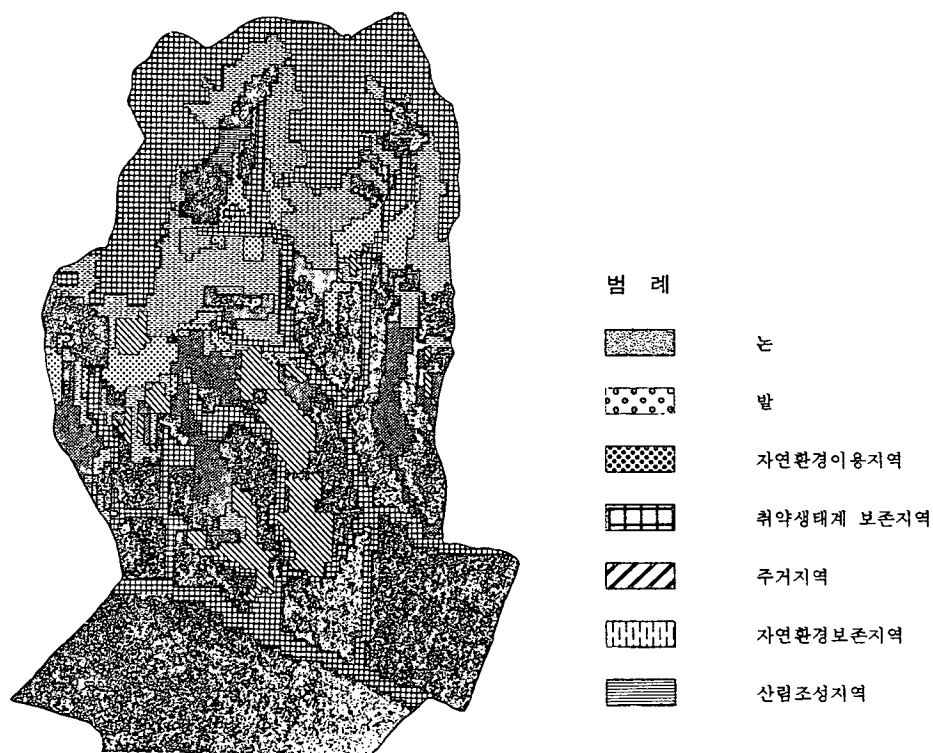 범 례
논
발
자연환경이용지역
취약생태계 보존지역
주거지역
자연환경보존지역
산림조성지역